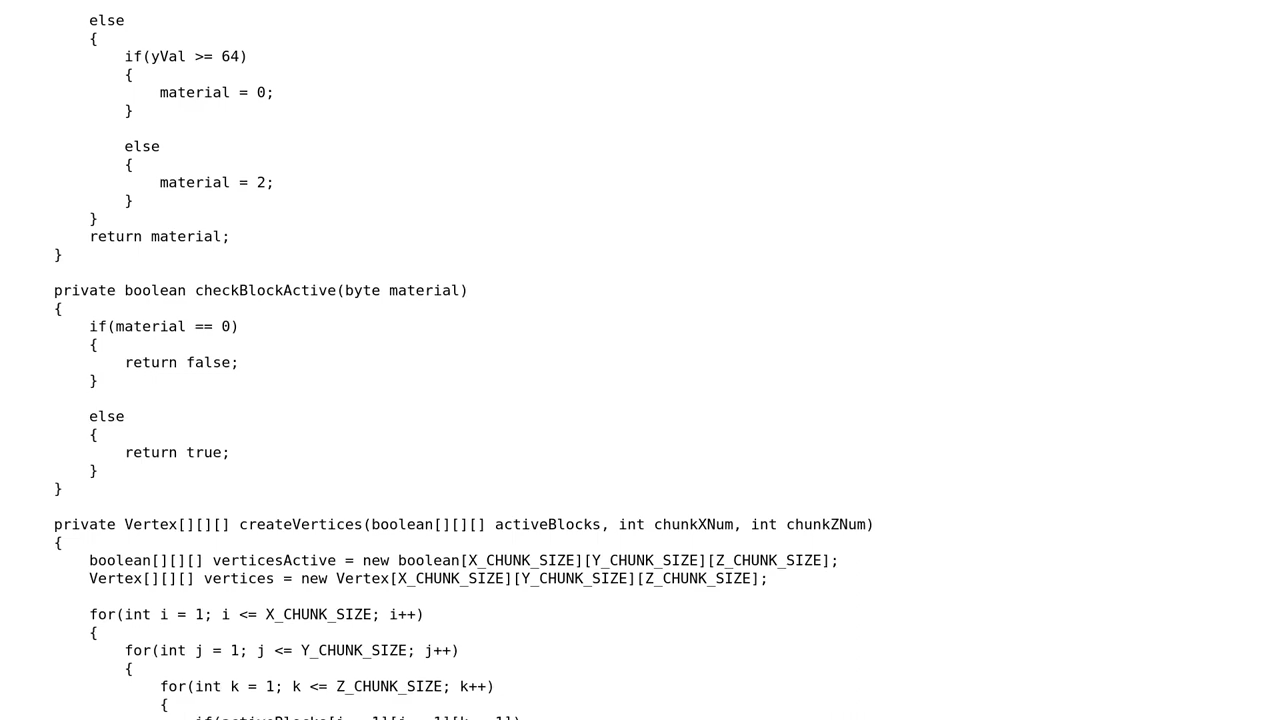 else
{
if(yVal >= 64)
{
material = 0;
}
else
{
material = 2;
}
}
return material;
}
private boolean checkBlockActive(byte material)
{
if(material == 0)
{
return false;
}
else
{
return true;
}
}
private Vertex[][][] createVertices(boolean[][][] activeBlocks, int chunkXNum, int chunkZNum)
{
boolean[][][] verticesActive = new boolean[X_CHUNK_SIZE][Y_CHUNK_SIZE][Z_CHUNK_SIZE];
Vertex[][][] vertices = new Vertex[X_CHUNK_SIZE][Y_CHUNK_SIZE][Z_CHUNK_SIZE];
for(int i = 1; i <= X_CHUNK_SIZE; i++)
{
for(int j = 1; j <= Y_CHUNK_SIZE; j++)
{
for(int k = 1; k <= Z_CHUNK_SIZE; k++)
{